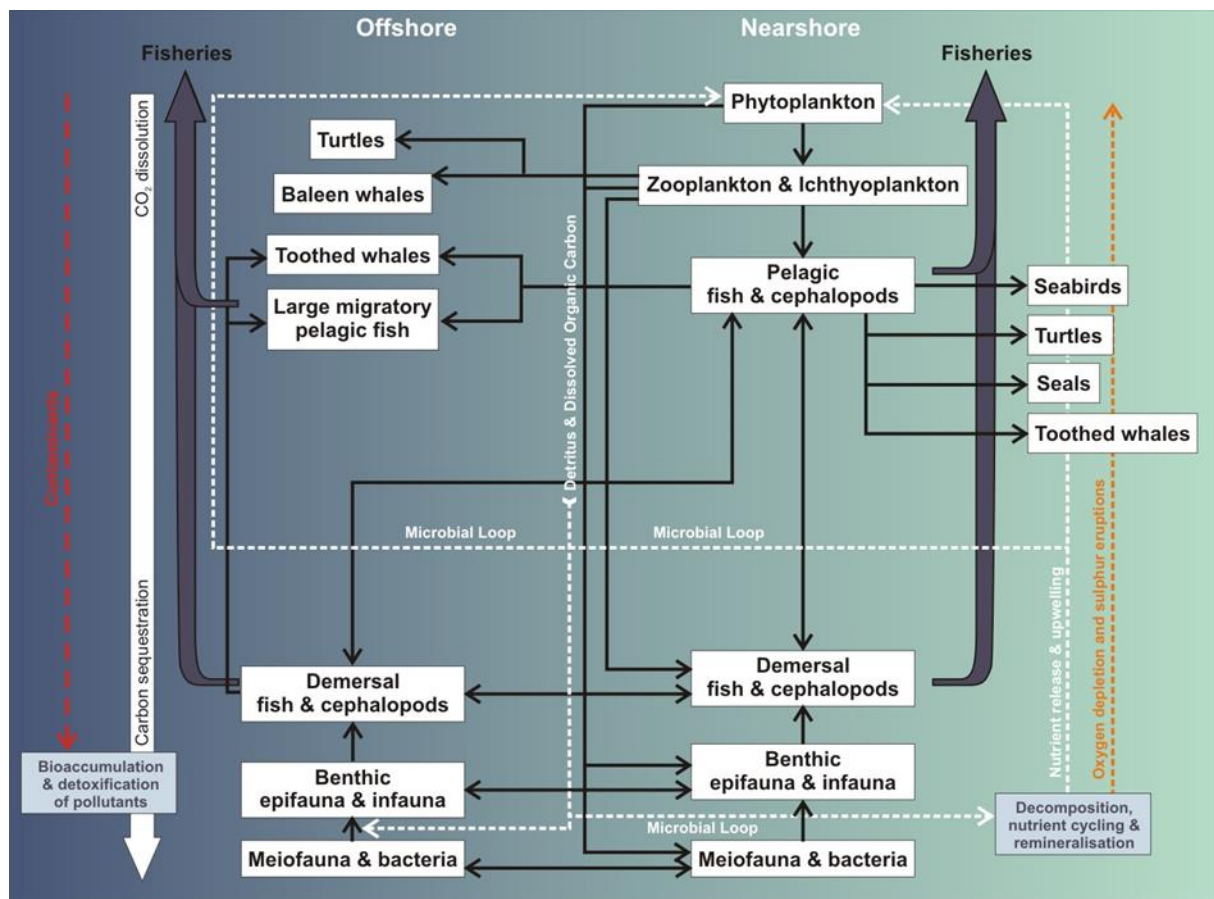 Offshore
Nearshore
Fisheries
Fisheries
Phytoplankton
Turtles
Baleen whales
Zooplankton & Ichthyoplankton
Toothed whales
Large migratory
pelagic fish
Pelagic
fish & cephalopods
Seabirds
Turtles
Seals
Toothed whales
CO₂ dissolution
Carbon sequestration
Contaminants
Detritus & Dissolved Organic Carbon
Microbial Loop
Microbial Loop
Nutrient release & upwelling
Oxygen depletion and sulphur eruptions
Demersal
fish & cephalopods
Demersal
fish & cephalopods
Bioaccumulation
& detoxification
of pollutants
Benthic
epifauna & infauna
Benthic
epifauna & infauna
Decomposition,
nutrient cycling &
remineralisation
Microbial Loop
Meiofauna & bacteria
Meiofauna & bacteria